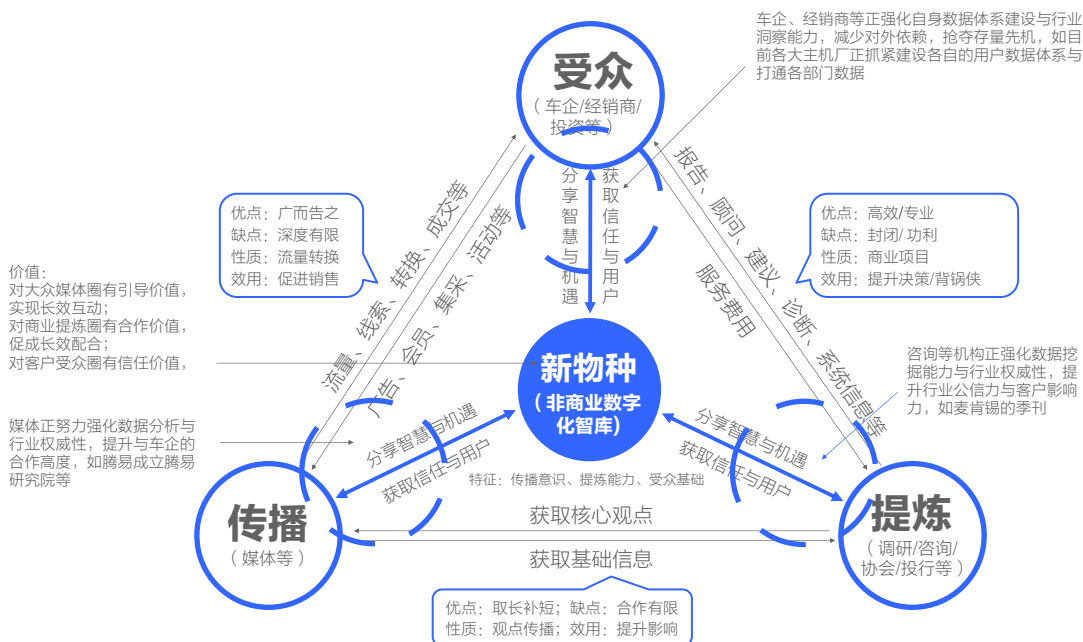 车企、经销商等正强化自身数据体系建设与行业
洞察能力，减少对外依赖，抢夺存量先机，如目
前各大主机厂正抓紧建设各自的用户数据体系与
打通各部门数据
受众
（ 车企/经销商/
投资等 ）
分享智慧与机遇
获取信任与用户
报告、顾问、建议、诊断、系统信息等
服务费用
流量、线索、转换、成交等
广告、会员、集采、活动等
优点：广而告之
缺点：深度有限
性质：流量转换
效用：促进销售
优点：高效/专业
缺点：封闭/ 功利
性质：商业项目
效用：提升决策/背锅侠
价值：
对大众媒体圈有引导价值，
实现长效互动；
对商业提炼圈有合作价值，
促成长效配合；
对客户受众圈有信任价值，
新物种
（ 非商业数字
化智库)
咨询等机构正强化数据挖
掘能力与行业权威性，提
升行业公信力与客户影响
力，如麦肯锡的季刊
媒体正努力强化数据分析与
行业权威性，提升与车企的
合作高度，如腾易成立腾易
研究院等
分享智慧与机遇
获取信任与用户
分享智慧与机遇
获取信任与用户
特征：传播意识、提炼能力、受众基础
传播
（ 媒体等 ）
获取核心观点
获取基础信息
提炼
（ 调研/咨询/
协会/投行等 ）
优点：取长补短；缺点：合作有限
性质：观点传播；效用：提升影响